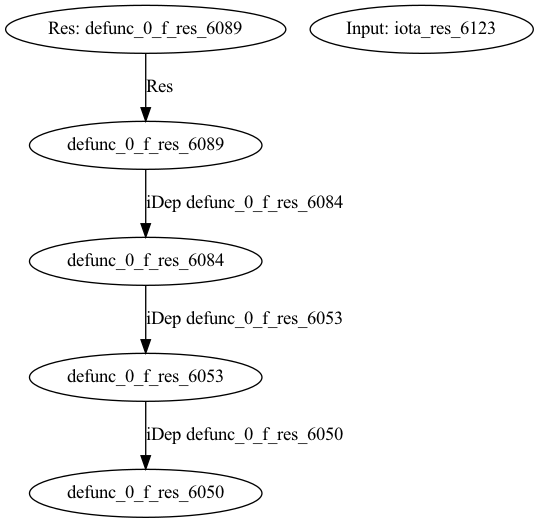 Res: defunc_0_f_res_6089
Input: iota_res_6123
Res
defunc_0_f_res_6089
iDep defunc_0_f_res_6084
defunc_0_f_res_6084
iDep defunc_0_f_res_6053
defunc_0_f_res_6053
iDep defunc_0_f_res_6050
defunc_0_f_res_6050